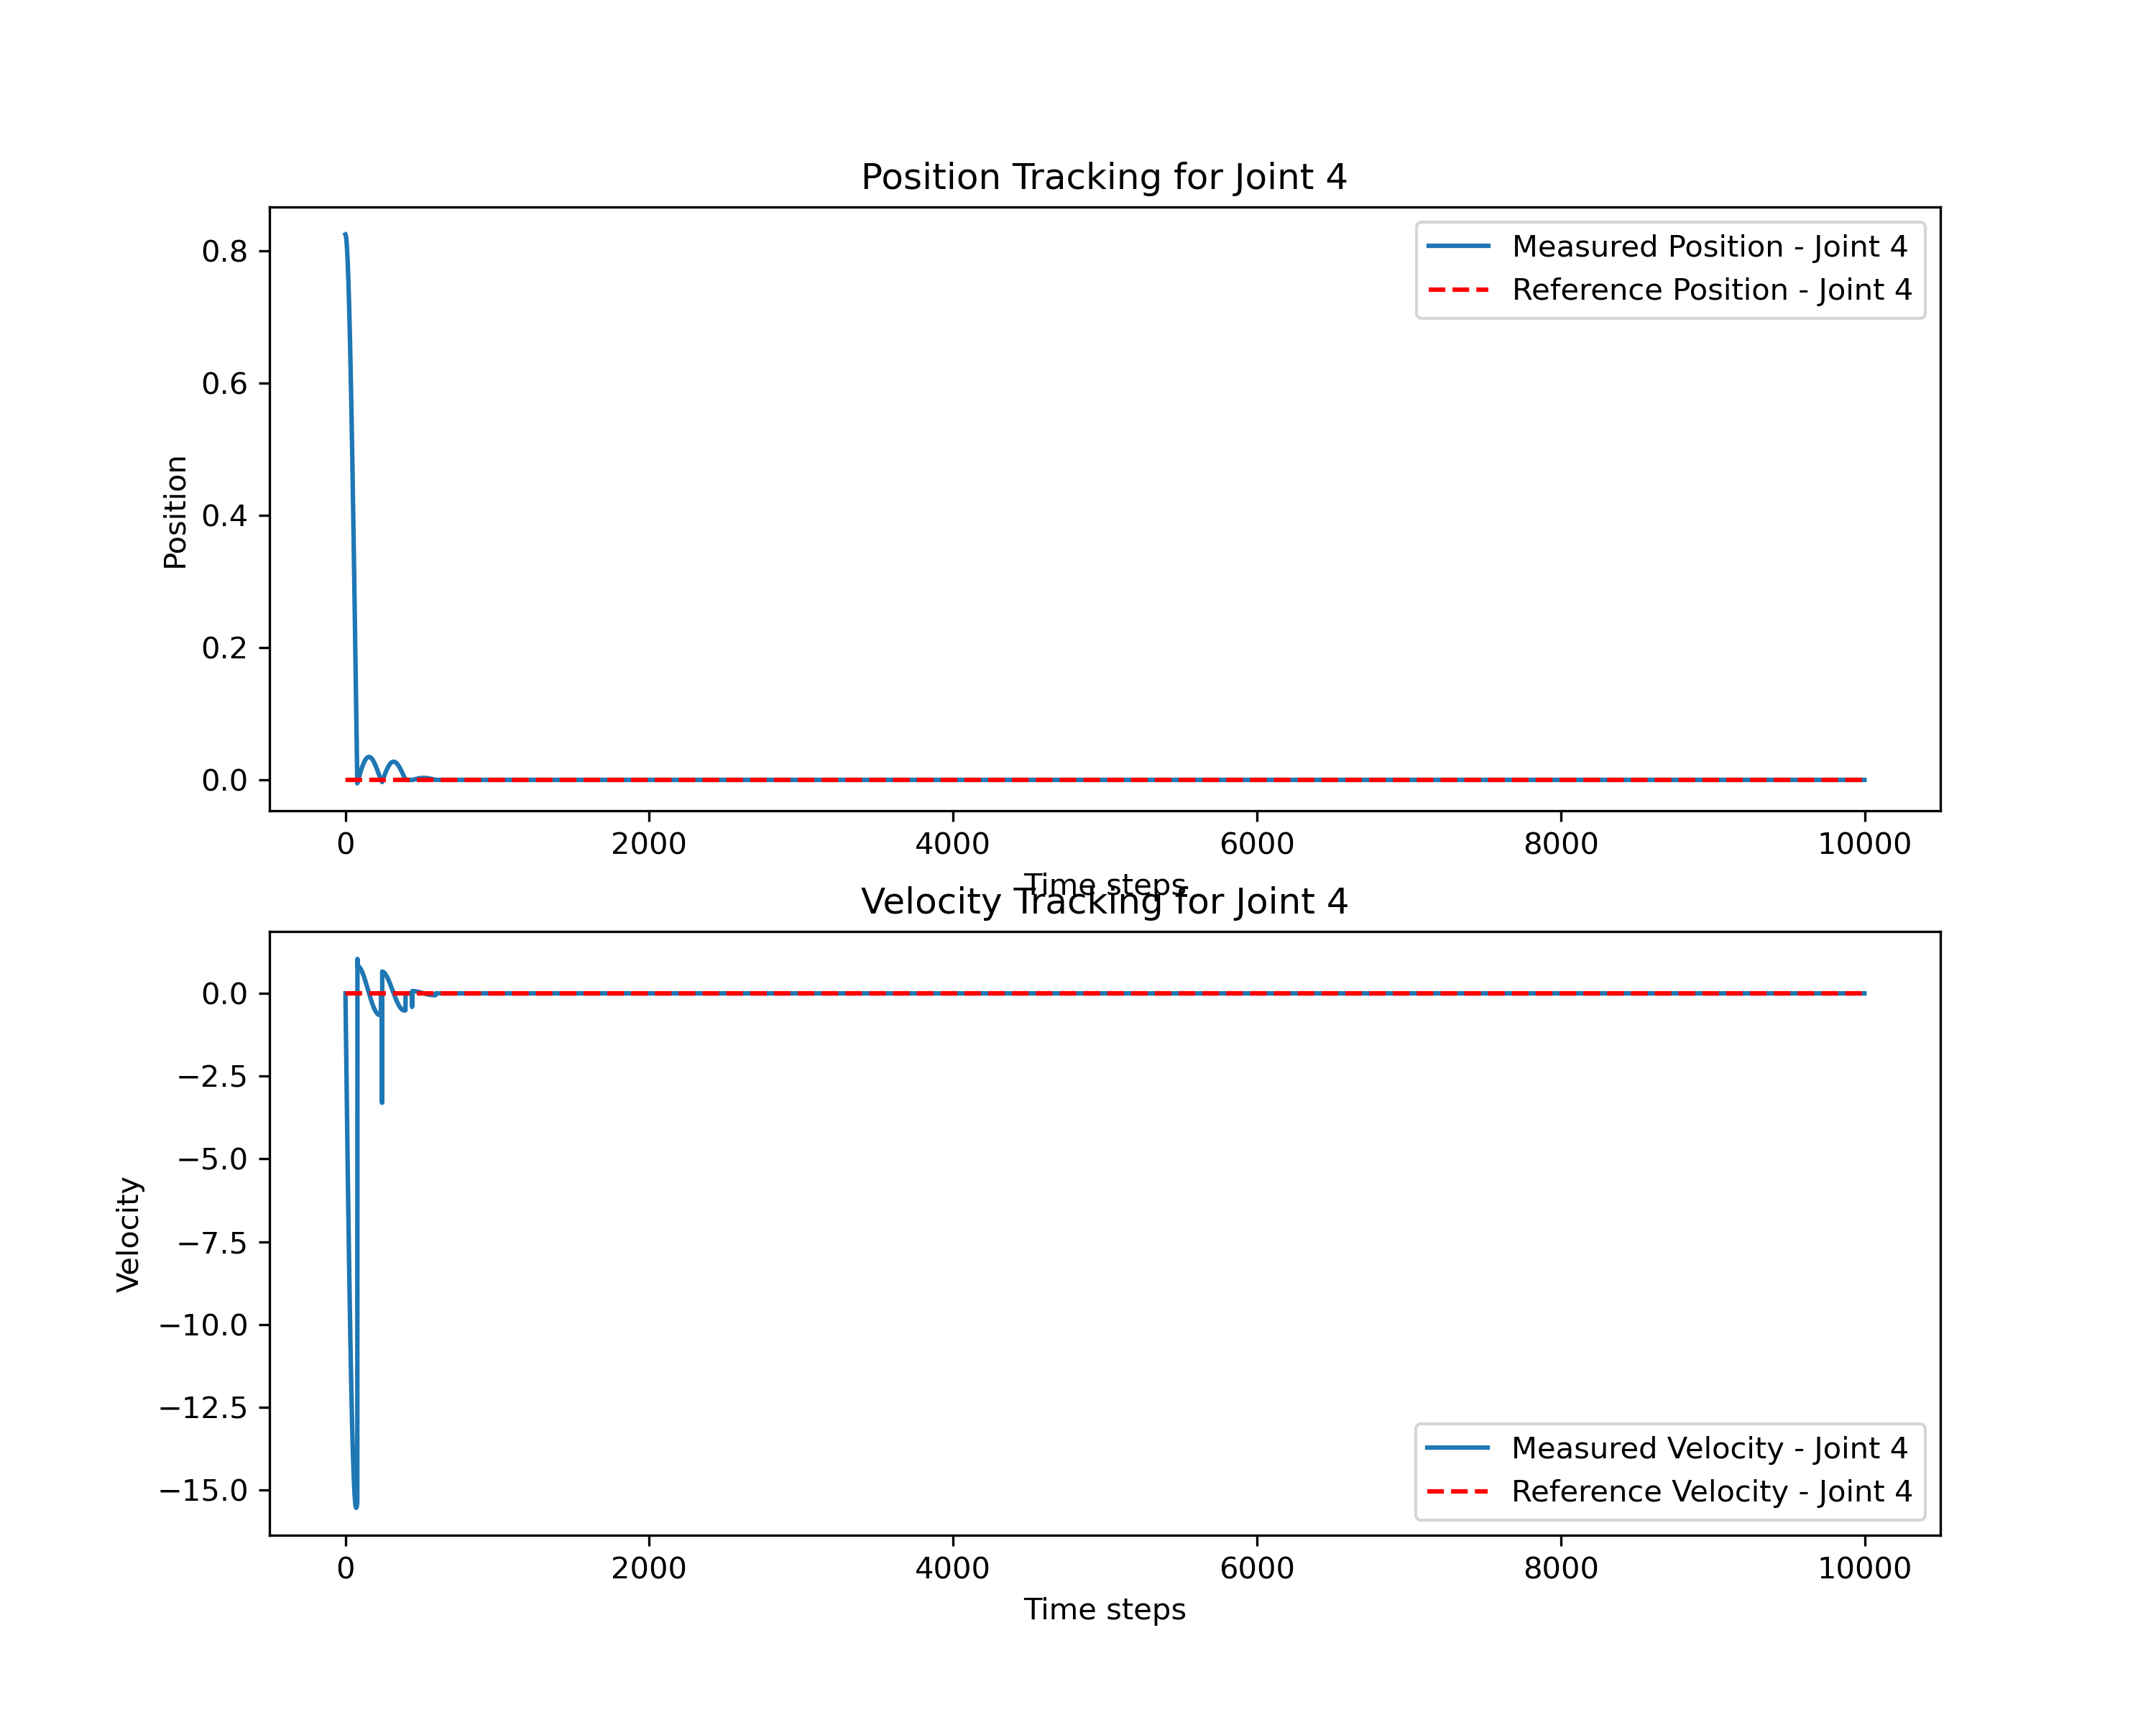 Position Tracking for Joint 4
Measured Position - Joint 4
Reference Position - Joint 4
Position
0.8
0.6
0.4
0.2
0.0
0 2000 4000 6000 8000 10000
Time steps
Velocity Tracking for Joint 4
Velocity
0.0
−2.5
−5.0
−7.5
−10.0
−12.5
−15.0
Measured Velocity - Joint 4
Reference Velocity - Joint 4
0 2000 4000 6000 8000 10000
Time steps